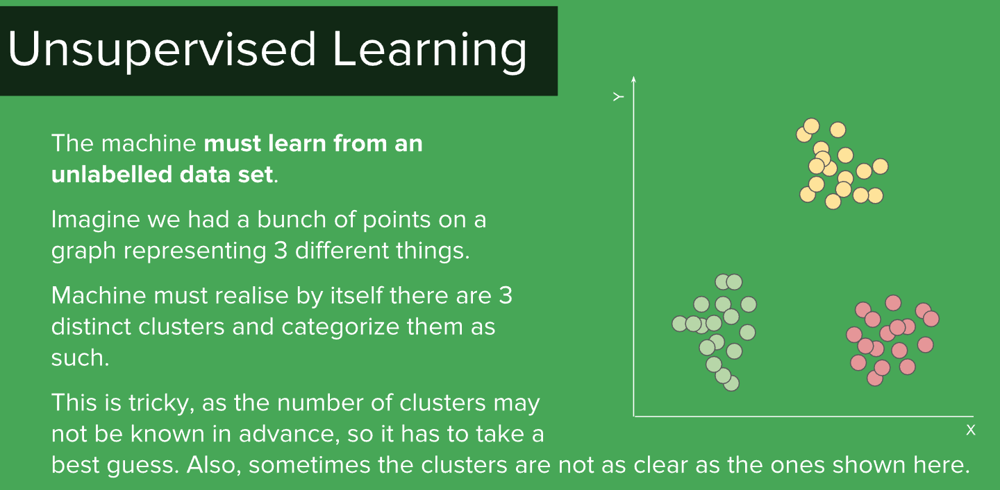 Unsupervised Learning
The machine must learn from an
unlabelled data set.
Imagine we had a bunch of points on a
graph representing 3 different things.
Machine must realise by itself there are 3
distinct clusters and categorize them as
such.
This is tricky, as the number of clusters may
not be known in advance, so it has to take a
best guess. Also, sometimes the clusters are not as clear as the ones shown here.
Y
X